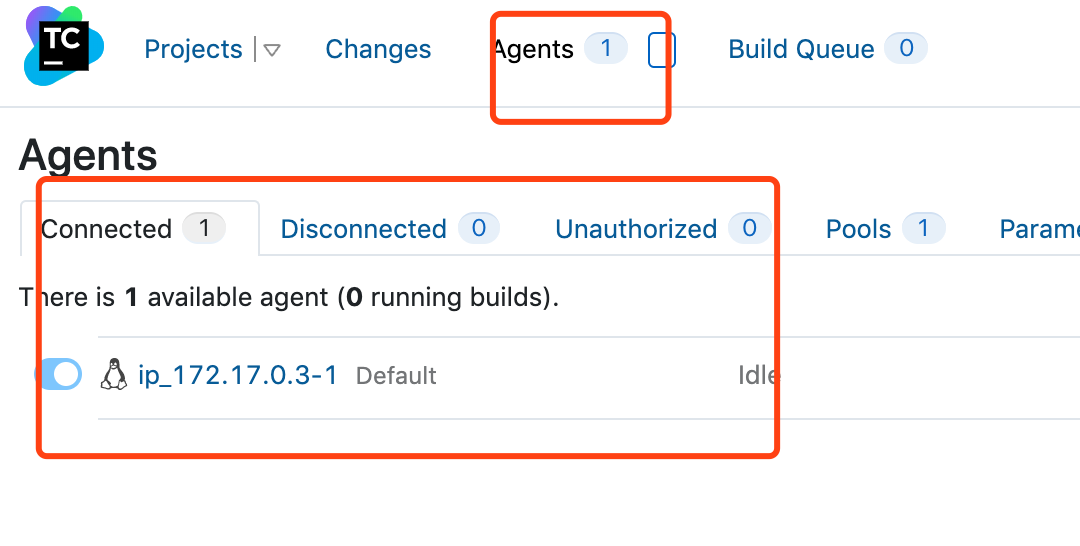 TC Projects Changes Agents 1 Build Queue 0
Agents
Connected 1 Disconnected 0 Unauthorized 0 Pools 1 Parame
There is 1 available agent (0 running builds).
ip_172.17.0.3-1 Default Idle